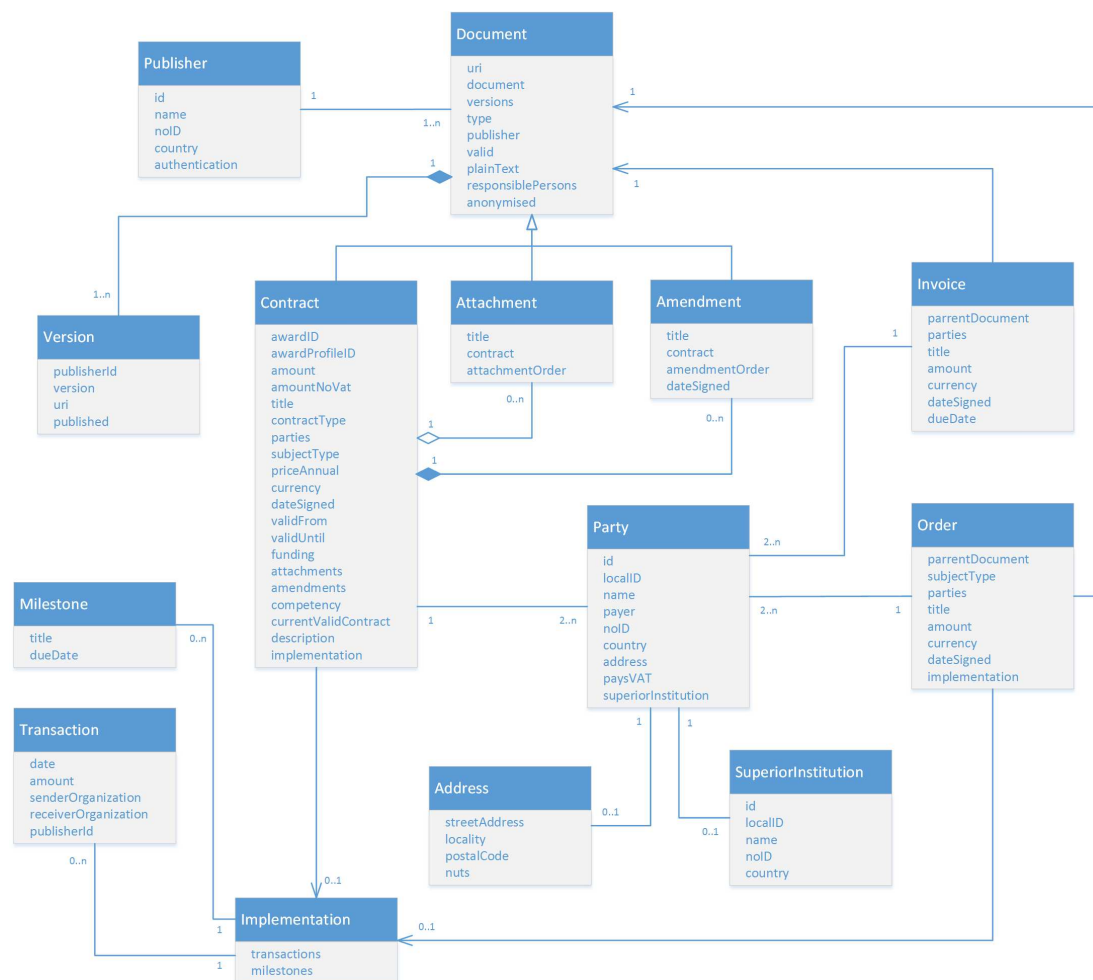 Document
uri
document
versions
type
publisher
valid
plainText
responsiblePersons
anonymised
Publisher
id
name
noID
country
authentication
1
1..n
1
1
1
1..n
Version
publisherId
version
uri
published
Contract
awardID
awardProfileID
amount
amountNoVat
title
contractType
parties
subjectType
priceAnnual
currency
dateSigned
validFrom
validUntil
funding
attachments
amendments
competency
currentValidContract
description
implementation
Attachment
title
contract
attachmentOrder
0..n
1
Amendment
title
contract
amendmentOrder
dateSigned
0..n
1
Invoice
parrentDocument
parties
title
amount
currency
dateSigned
dueDate
1
2..n
Party
id
localID
name
payer
noID
country
address
paysVAT
superiorInstitution
1
2..n
2..n
1
Order
parrentDocument
subjectType
parties
title
amount
currency
dateSigned
implementation
Milestone
title
dueDate
0..n
Transaction
date
amount
senderOrganization
receiverOrganization
publisherId
0..n
1
1
Address
streetAddress
locality
postalCode
nuts
0..1
SuperiorInstitution
id
localID
name
noID
country
0..1
0..1
Implementation
transactions
milestones
1
1
0..1